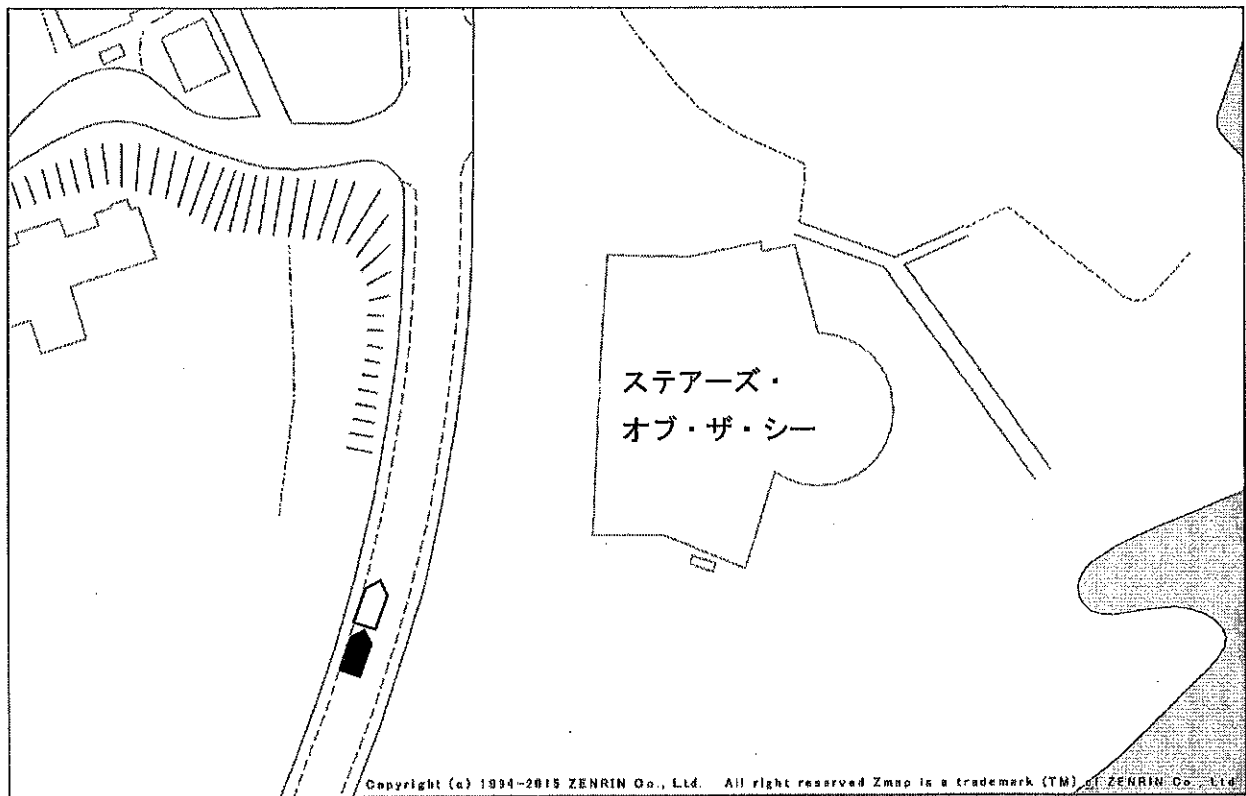 ステアーズ・
オブ・ザ・シー
Copyright (c) 1994-2015 ZENRIN Co., Ltd. All right reserved Zmap is a trademark (TM) of ZENRIN Co., Ltd